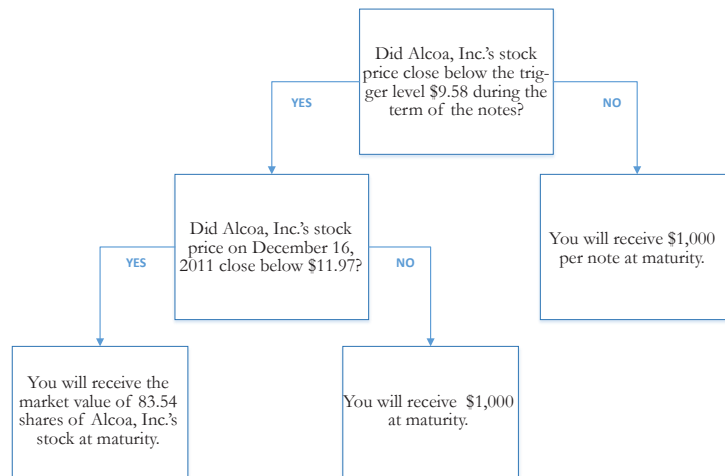 Did Alcoa, Inc.'s stock
price close below the trig-
ger level $9.58 during the
term of the notes?
YES
NO
Did Alcoa, Inc.'s stock
price on December 16,
2011 close below $11.97?
You will receive $1,000
per note at maturity.
YES
NO
You will receive the
market value of 83.54
shares of Alcoa, Inc.'s
stock at maturity.
You will receive $1,000
at maturity.